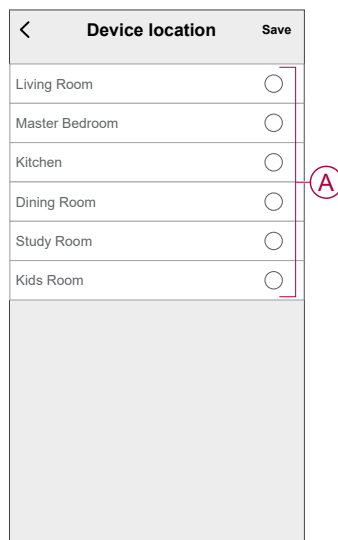 Device location Save
Living Room
Master Bedroom
Kitchen
A
Dining Room
Study Room
Kids Room